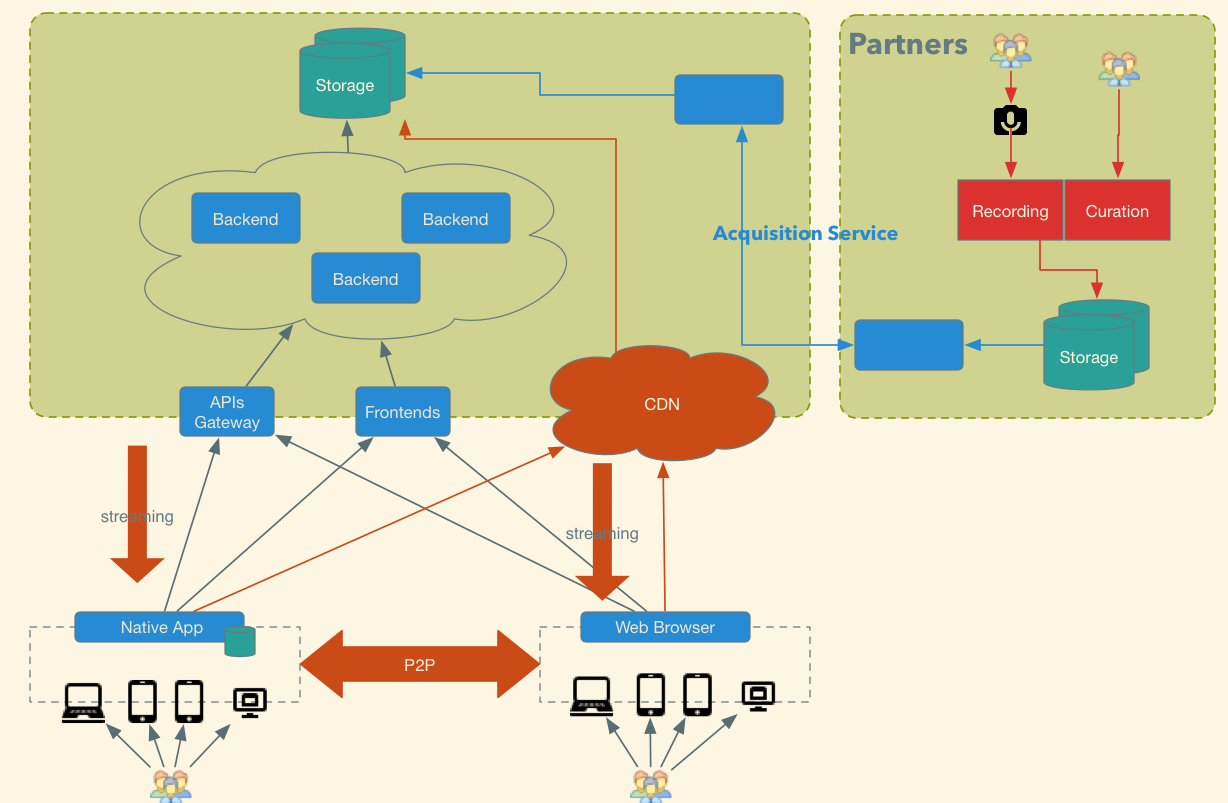 Partners
Storage
Backend
Backend
Backend
Recording
Curation
Acquisition Service
Storage
APIs
Gateway
Frontends
CDN
streaming
streaming
Native App
Web Browser
P2P